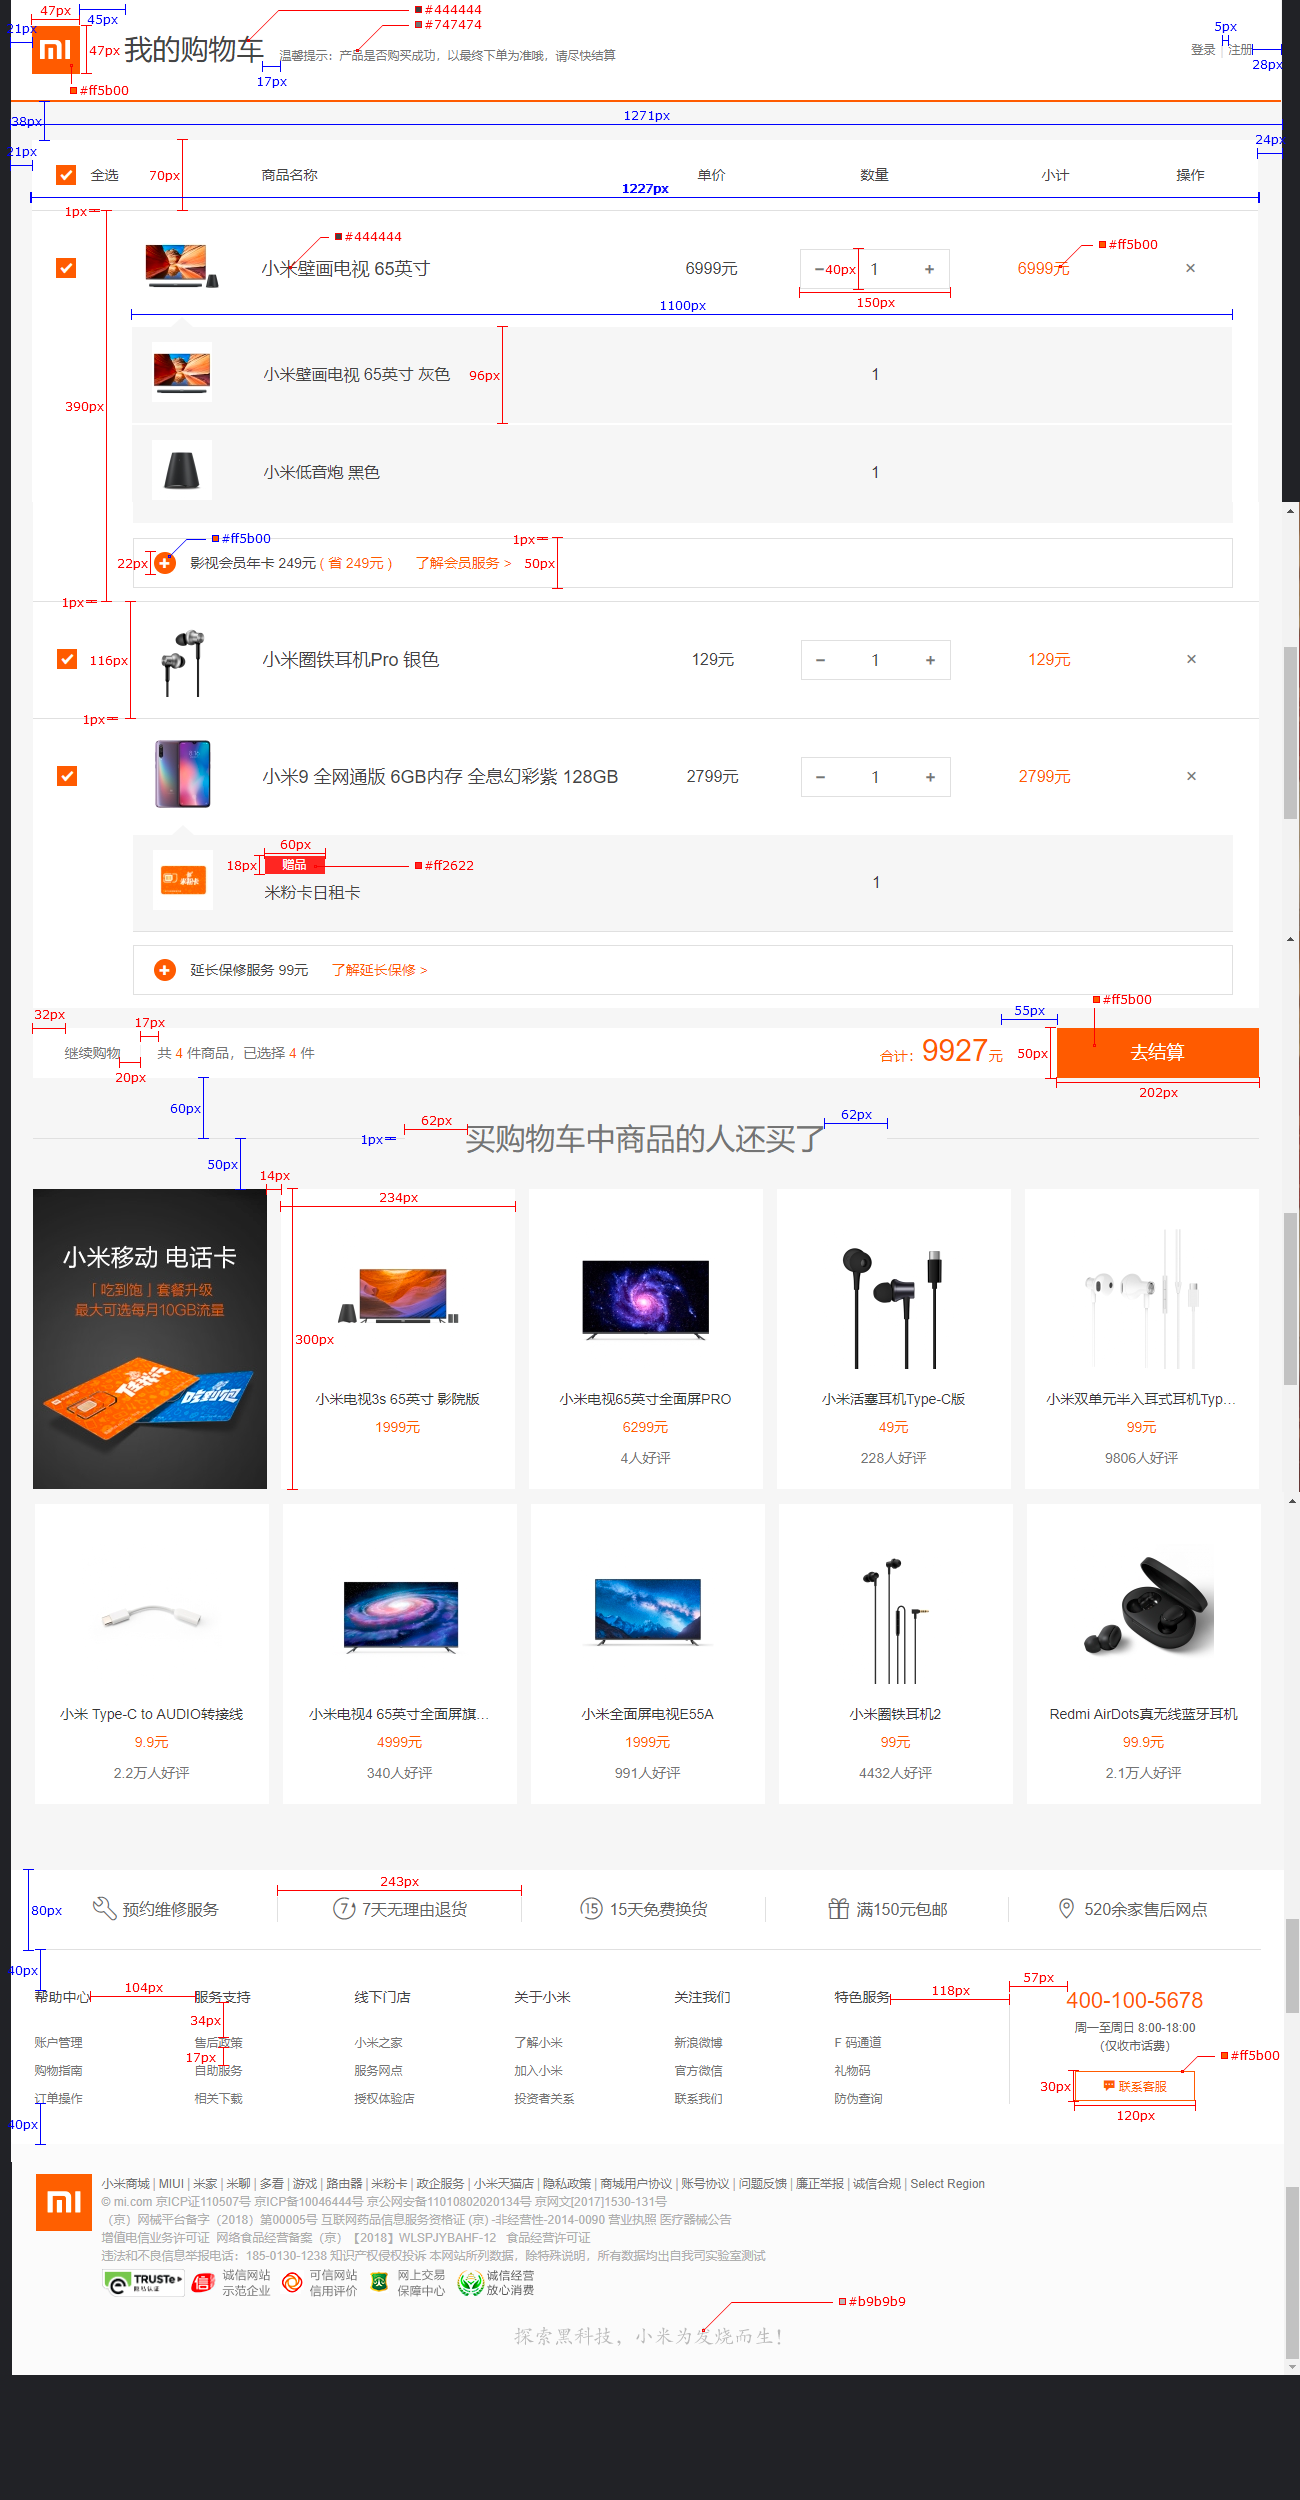 47px
45px
#444444
#747474
5px
21px
MI
47px
我的购物车
温馨提示：产品是否购买成功，以最终下单为准哦，请尽快结算
登录 | 注册
17px
28px
#ff5b00
38px
1271px
21px
24px
全选
70px
商品名称
单价
数量
小计
操作
1227px
1px
#444444
#ff5b00
小米壁画电视 65英寸
6999元
40px
1
6999元
150px
1100px
小米壁画电视 65英寸 灰色
96px
1
390px
小米低音炮 黑色
1
#ff5b00
1px
22px
影视会员年卡 249元 ( 省 249元 )
了解会员服务 >
50px
1px
116px
小米圈铁耳机Pro 银色
129元
1
129元
1px
小米9 全网通版 6GB内存 全息幻彩紫 128GB
2799元
1
2799元
60px
18px
赠品
#ff2622
米粉卡日租卡
1
延长保修服务 99元
了解延长保修 >
#ff5b00
32px
17px
55px
继续购物
共 4 件商品，已选择 4 件
合计：9927元
50px
去结算
20px
202px
60px
62px
62px
1px
买购物车中商品的人还买了
50px
14px
234px
小米移动 电话卡
「吃到饱」套餐升级
最大可选每月10GB流量
300px
小米电视3s 65英寸 影院版
1999元
小米电视65英寸全面屏PRO
6299元
4人好评
小米活塞耳机Type-C版
49元
228人好评
小米双单元半入耳式耳机Typ...
99元
9806人好评
小米 Type-C to AUDIO转接线
9.9元
2.2万人好评
小米电视4 65英寸全面屏旗...
4999元
340人好评
小米全面屏电视E55A
1999元
991人好评
小米圈铁耳机2
99元
4432人好评
Redmi AirDots真无线蓝牙耳机
99.9元
2.1万人好评
243px
80px
预约维修服务
7天无理由退货
15天免费换货
满150元包邮
520余家售后网点
40px
104px
118px
57px
帮助中心
服务支持
线下门店
关于小米
关注我们
特色服务
400-100-5678
34px
周一至周日 8:00-18:00
（仅收市话费）
账户管理
售后政策
小米之家
了解小米
新浪微博
F 码通道
17px
#ff5b00
购物指南
自助服务
服务网点
加入小米
官方微信
礼物码
30px
联系客服
订单操作
相关下载
授权体验店
投资者关系
联系我们
防伪查询
120px
40px
MI
小米商城 | MIUI | 米家 | 米聊 | 多看 | 游戏 | 路由器 | 米粉卡 | 政企服务 | 小米天猫店 | 隐私政策 | 商城用户协议 | 账号协议 | 问题反馈 | 廉正举报 | 诚信合规 | Select Region
© mi.com 京ICP证110507号 京ICP备10046444号 京公网安备11010802020134号 京网文[2017]1530-131号
（京）网械平台备字（2018）第00005号 互联网药品信息服务资格证 (京) -非经营性-2014-0090 营业执照 医疗器械公告
增值电信业务许可证 网络食品经营备案（京）【2018】WLSPJYBAHF-12 食品经营许可证
违法和不良信息举报电话：185-0130-1238 知识产权侵权投诉 本网站所列数据，除特殊说明，所有数据均出自我司实验室测试
TRUSTe
诚信网站
示范企业
可信网站
信用评价
网上交易
保障中心
诚信经营
放心消费
#b9b9b9
探索黑科技，小米为发烧而生！